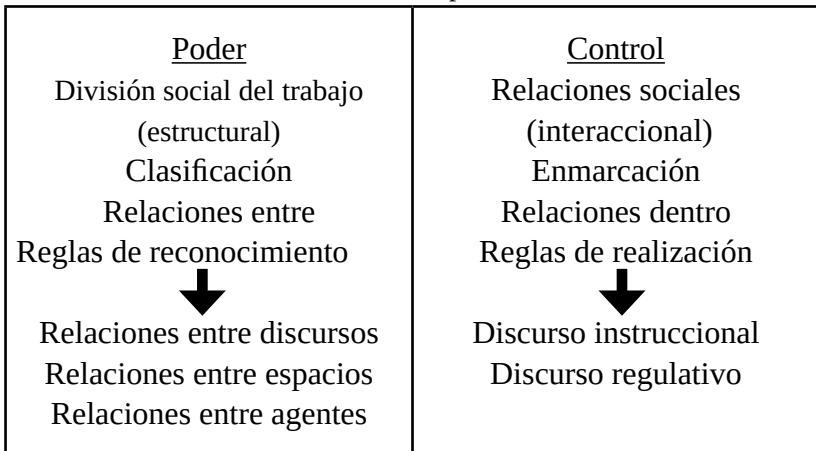 Poder
División social del trabajo
(estructural)
Clasificación
Relaciones entre
Reglas de reconocimiento
Relaciones entre discursos
Relaciones entre espacios
Relaciones entre agentes
Control
Relaciones sociales
(interaccional)
Enmarcación
Relaciones dentro
Reglas de realización
Discurso instruccional
Discurso regulativo